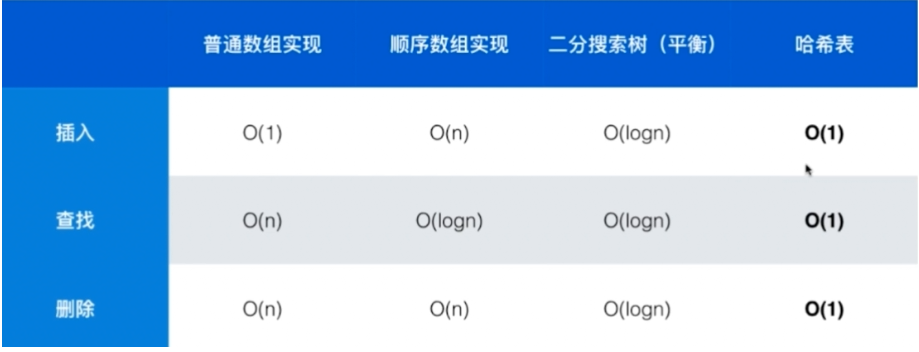 普通数组实现 顺序数组实现 二分搜索树（平衡） 哈希表
插入 O(1) O(n) O(logn) O(1)
查找 O(n) O(logn) O(logn) O(1)
删除 O(n) O(n) O(logn) O(1)